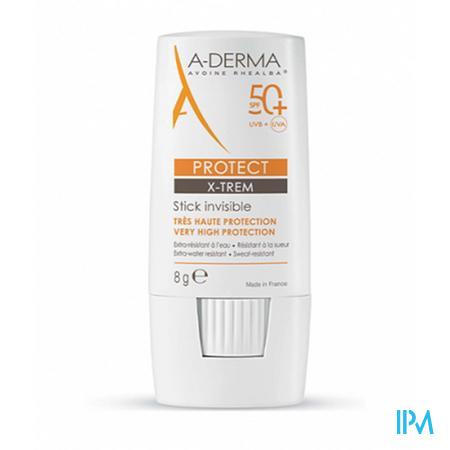 A-DERMA
AVOINE RHEALBA®
SPF 50+
UVB + UVA
PROTECT
X-TREM
Stick invisible
TRÈS HAUTE PROTECTION
VERY HIGH PROTECTION
Extra-résistant à l'eau • Résistant à la sueur
Extra-water resistant • Sweat-resistant
8g℮
Made in France
IPM